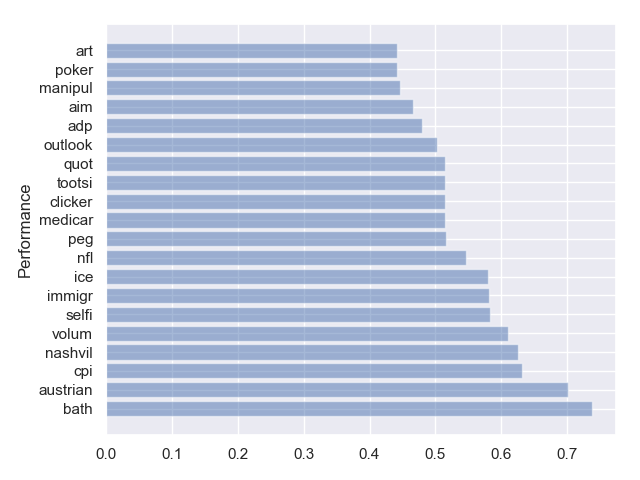 art
poker
manipul
aim
adp
outlook
quot
tootsi
clicker
medicar
peg
nfl
ice
immigr
selfi
volum
nashvil
cpi
austrian
bath
Performance
0.0 0.1 0.2 0.3 0.4 0.5 0.6 0.7